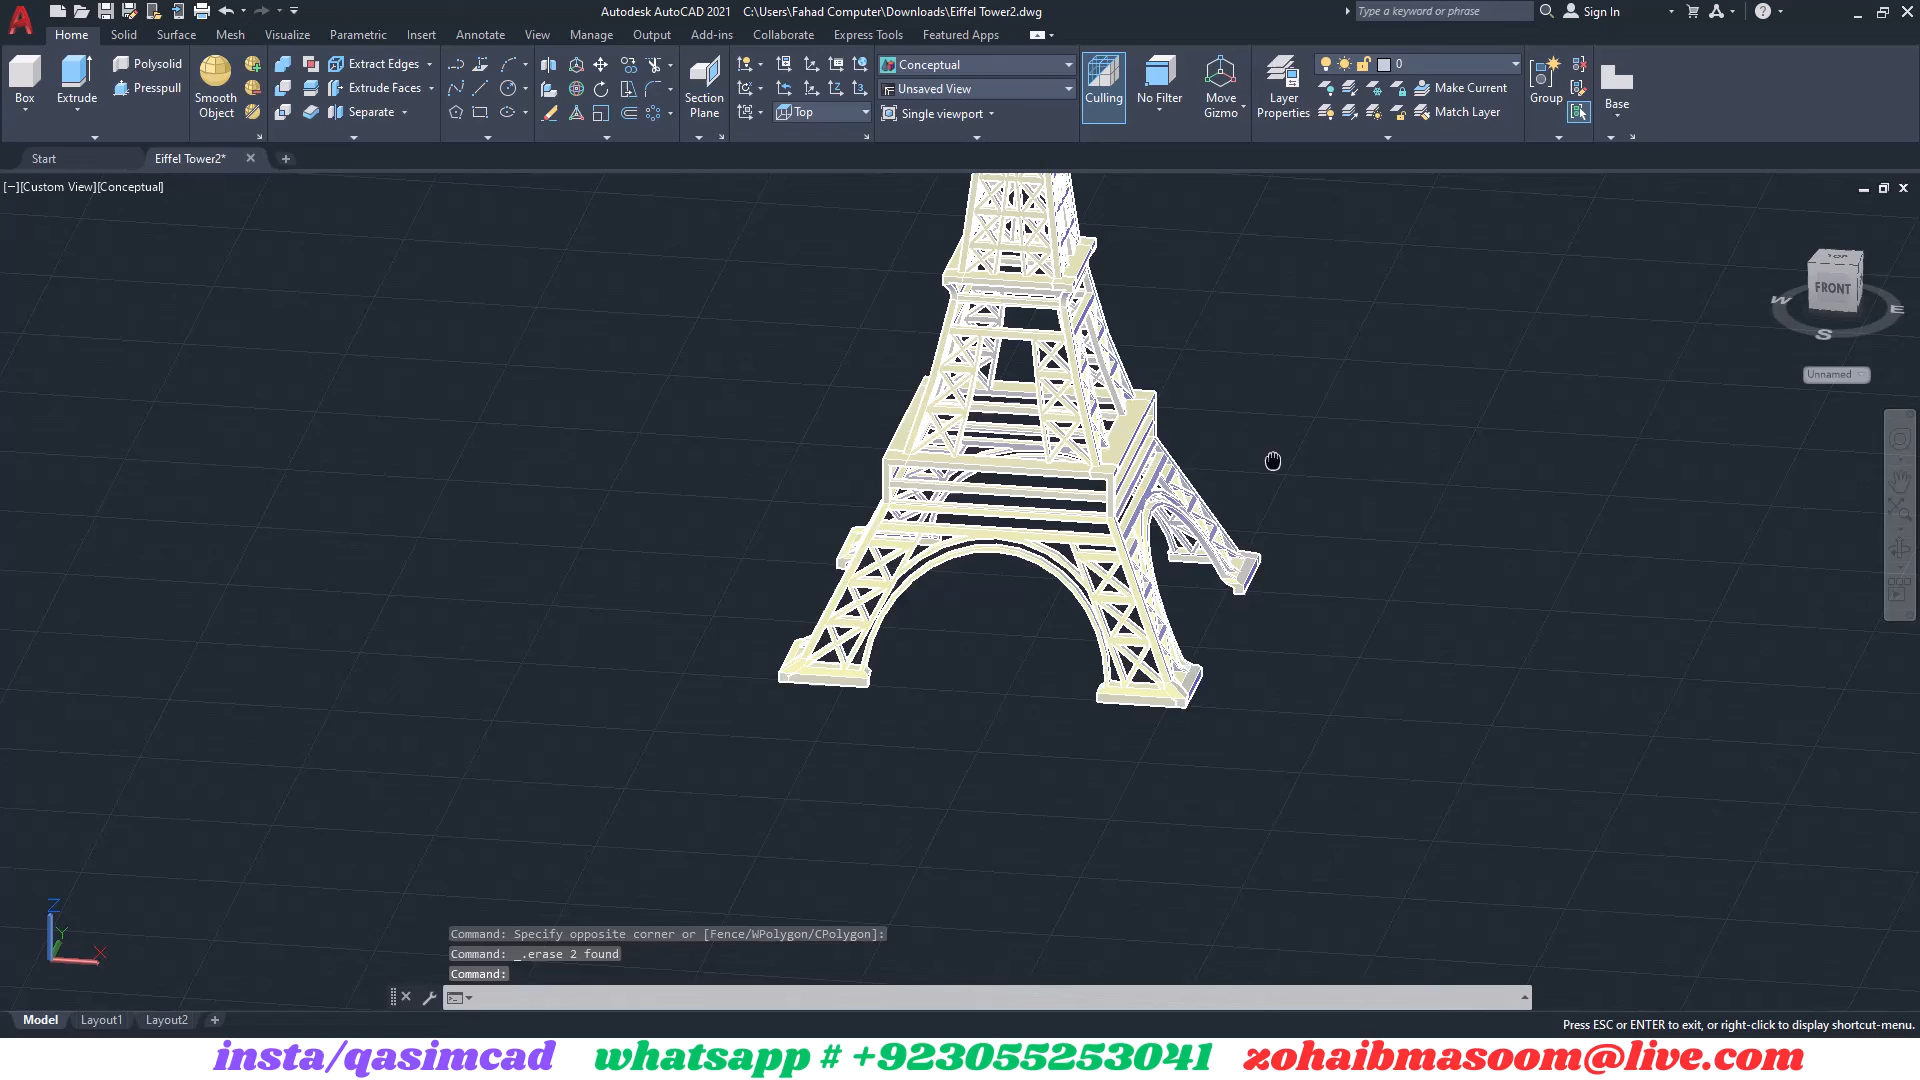 Autodesk AutoCAD 2021 C:\Users\Fahad Computer\Downloads\Eiffel Tower2.dwg
Type a keyword or phrase
Sign In
Home Solid Surface Mesh Visualize Parametric Insert Annotate View Manage Output Add-ins Collaborate Express Tools Featured Apps
Box
Extrude
Polysolid
Presspull
Smooth
Object
Extract Edges
Extrude Faces
Separate
Section
Plane
Top
Conceptual
Unsaved View
Single viewport
Culling
No Filter
Move
Gizmo
Layer
Properties
0
Make Current
Match Layer
Group
Base
Start
Eiffel Tower2*
[−][Custom View][Conceptual]
TOP
FRONT
W
E
S
Unnamed
Z
Y
X
Command: Specify opposite corner or [Fence/WPolygon/CPolygon]:
Command: _.erase 2 found
Command:
Model Layout1 Layout2
Press ESC or ENTER to exit, or right-click to display shortcut-menu.
insta/qasimcad whatsapp # +923055253041 zohaibmasoom@live.com